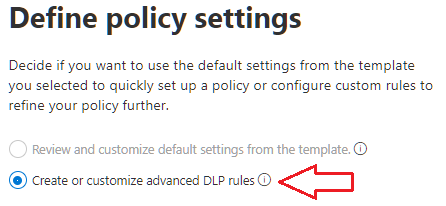 Define policy settings
Decide if you want to use the default settings from the template
you selected to quickly set up a policy or configure custom rules to
refine your policy further.
Review and customize default settings from the template.
Create or customize advanced DLP rules